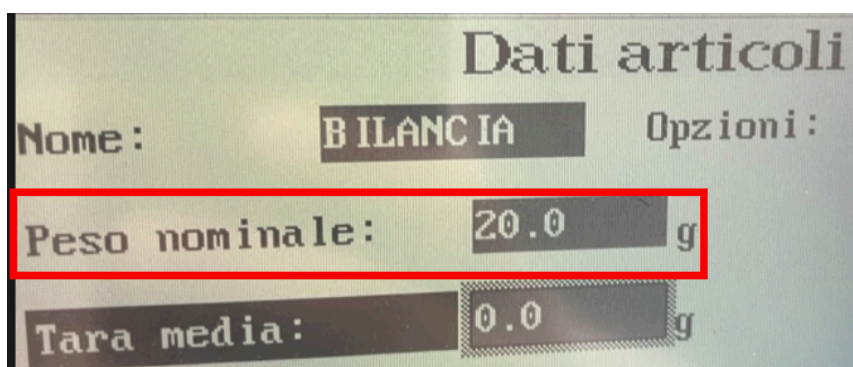 Dati articoli
Nome: BILANCIA Opzioni:
Peso nominale: 20.0 g
Tara media: 0.0 g